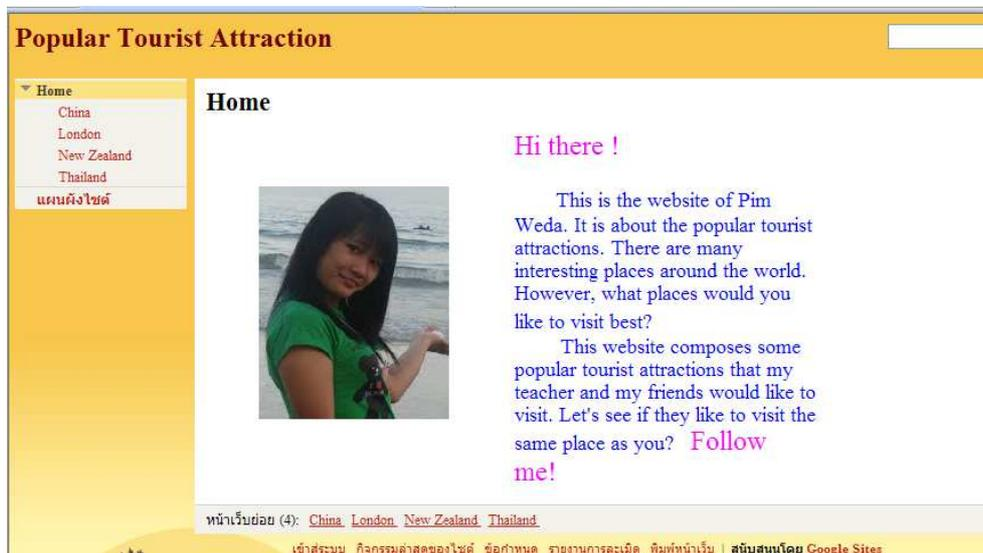 Popular Tourist Attraction
Home
China
London
New Zealand
Thailand
แผนผังไซต์
Home
Hi there !
This is the website of Pim
Weda. It is about the popular tourist
attractions. There are many
interesting places around the world.
However, what places would you
like to visit best?
This website composes some
popular tourist attractions that my
teacher and my friends would like to
visit. Let's see if they like to visit the
same place as you? Follow
me!
หน้าเว็บย่อย (4): China London New Zealand Thailand
เข้าสู่ระบบ กิจกรรมล่าสุดของไซต์ ข้อกำหนด รายงานการละเมิด พิมพ์หน้าเว็บ | สนับสนุนโดย Google Sites